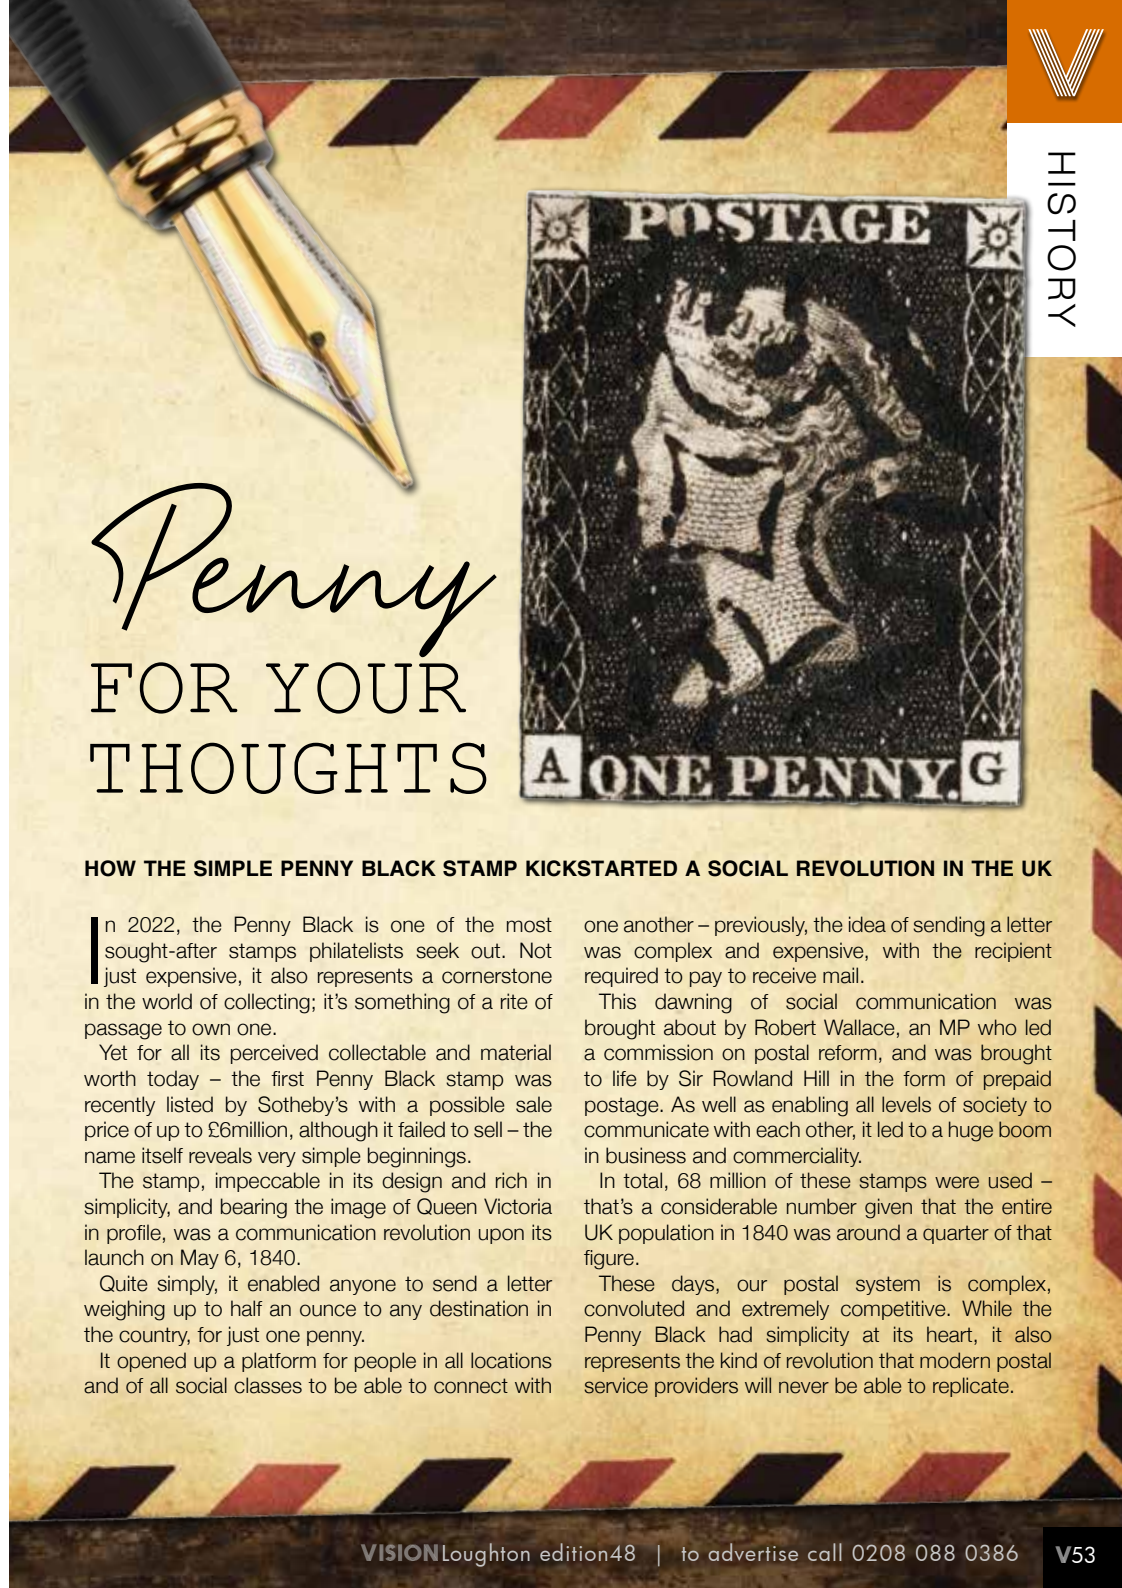 V
HISTORY
POSTAGE
A ONE PENNY. G
Penny
FOR YOUR
THOUGHTS
HOW THE SIMPLE PENNY BLACK STAMP KICKSTARTED A SOCIAL REVOLUTION IN THE UK
In 2022, the Penny Black is one of the most
sought-after stamps philatelists seek out. Not
just expensive, it also represents a cornerstone
in the world of collecting; it's something of a rite of
passage to own one.
Yet for all its perceived collectable and material
worth today – the first Penny Black stamp was
recently listed by Sotheby's with a possible sale
price of up to £6million, although it failed to sell – the
name itself reveals very simple beginnings.
The stamp, impeccable in its design and rich in
simplicity, and bearing the image of Queen Victoria
in profile, was a communication revolution upon its
launch on May 6, 1840.
Quite simply, it enabled anyone to send a letter
weighing up to half an ounce to any destination in
the country, for just one penny.
It opened up a platform for people in all locations
and of all social classes to be able to connect with
one another – previously, the idea of sending a letter
was complex and expensive, with the recipient
required to pay to receive mail.
This dawning of social communication was
brought about by Robert Wallace, an MP who led
a commission on postal reform, and was brought
to life by Sir Rowland Hill in the form of prepaid
postage. As well as enabling all levels of society to
communicate with each other, it led to a huge boom
in business and commerciality.
In total, 68 million of these stamps were used –
that's a considerable number given that the entire
UK population in 1840 was around a quarter of that
figure.
These days, our postal system is complex,
convoluted and extremely competitive. While the
Penny Black had simplicity at its heart, it also
represents the kind of revolution that modern postal
service providers will never be able to replicate.
VISIONLoughton edition48 | to advertise call 0208 088 0386 V53